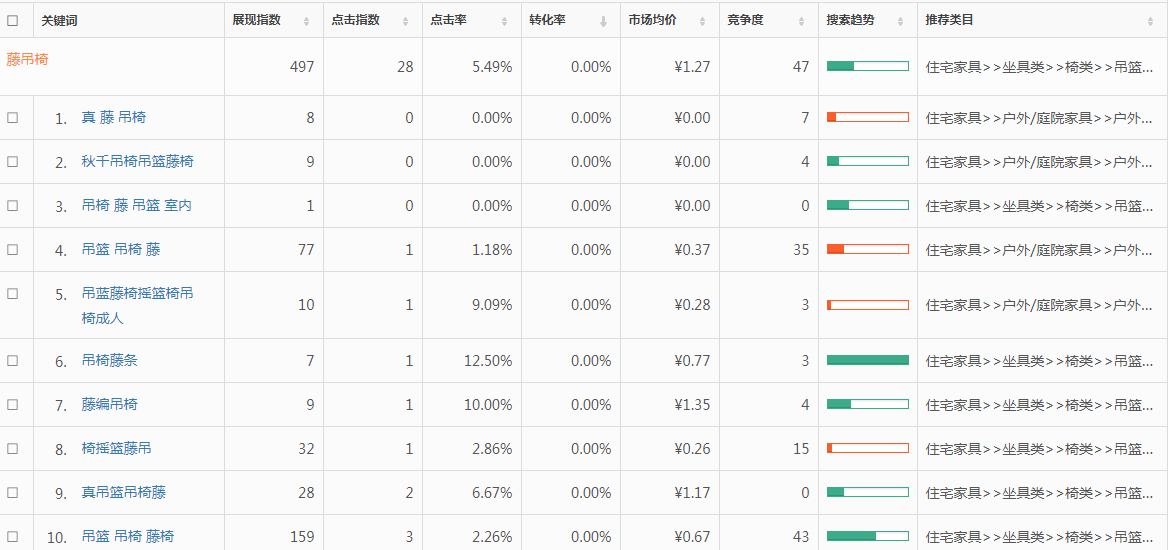 关键词 展现指数 点击指数 点击率 转化率 市场均价 竞争度 搜索趋势 推荐类目
藤吊椅 497 28 5.49% 0.00% ¥1.27 47 住宅家具>>坐具类>>椅类>>吊篮...
1. 真 藤 吊椅 8 0 0.00% 0.00% ¥0.00 7 住宅家具>>户外/庭院家具>>户外...
2. 秋千吊椅吊篮藤椅 9 0 0.00% 0.00% ¥0.00 4 住宅家具>>户外/庭院家具>>户外...
3. 吊椅 藤 吊篮 室内 1 0 0.00% 0.00% ¥0.00 0 住宅家具>>坐具类>>椅类>>吊篮...
4. 吊篮 吊椅 藤 77 1 1.18% 0.00% ¥0.37 35 住宅家具>>户外/庭院家具>>户外...
5. 吊蓝藤椅摇篮椅吊 10 1 9.09% 0.00% ¥0.28 3 住宅家具>>户外/庭院家具>>户外...
椅成人
6. 吊椅藤条 7 1 12.50% 0.00% ¥0.77 3 住宅家具>>坐具类>>椅类>>吊篮...
7. 藤编吊椅 9 1 10.00% 0.00% ¥1.35 4 住宅家具>>坐具类>>椅类>>吊篮...
8. 椅摇篮藤吊 32 1 2.86% 0.00% ¥0.26 15 住宅家具>>坐具类>>椅类>>吊篮...
9. 真吊篮吊椅藤 28 2 6.67% 0.00% ¥1.17 0 住宅家具>>坐具类>>椅类>>吊篮...
10. 吊篮 吊椅 藤椅 159 3 2.26% 0.00% ¥0.67 43 住宅家具>>坐具类>>椅类>>吊篮...